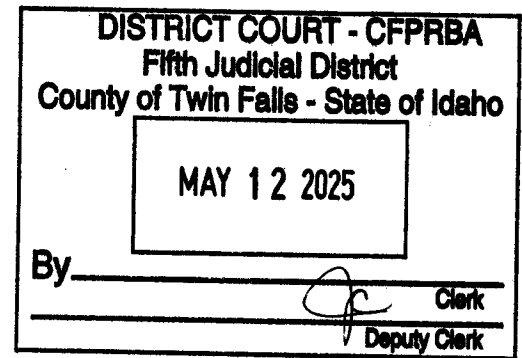 DISTRICT COURT - CFPRBA
Fifth Judicial District
County of Twin Falls - State of Idaho
MAY 12 2025
By
Clerk
Deputy Clerk